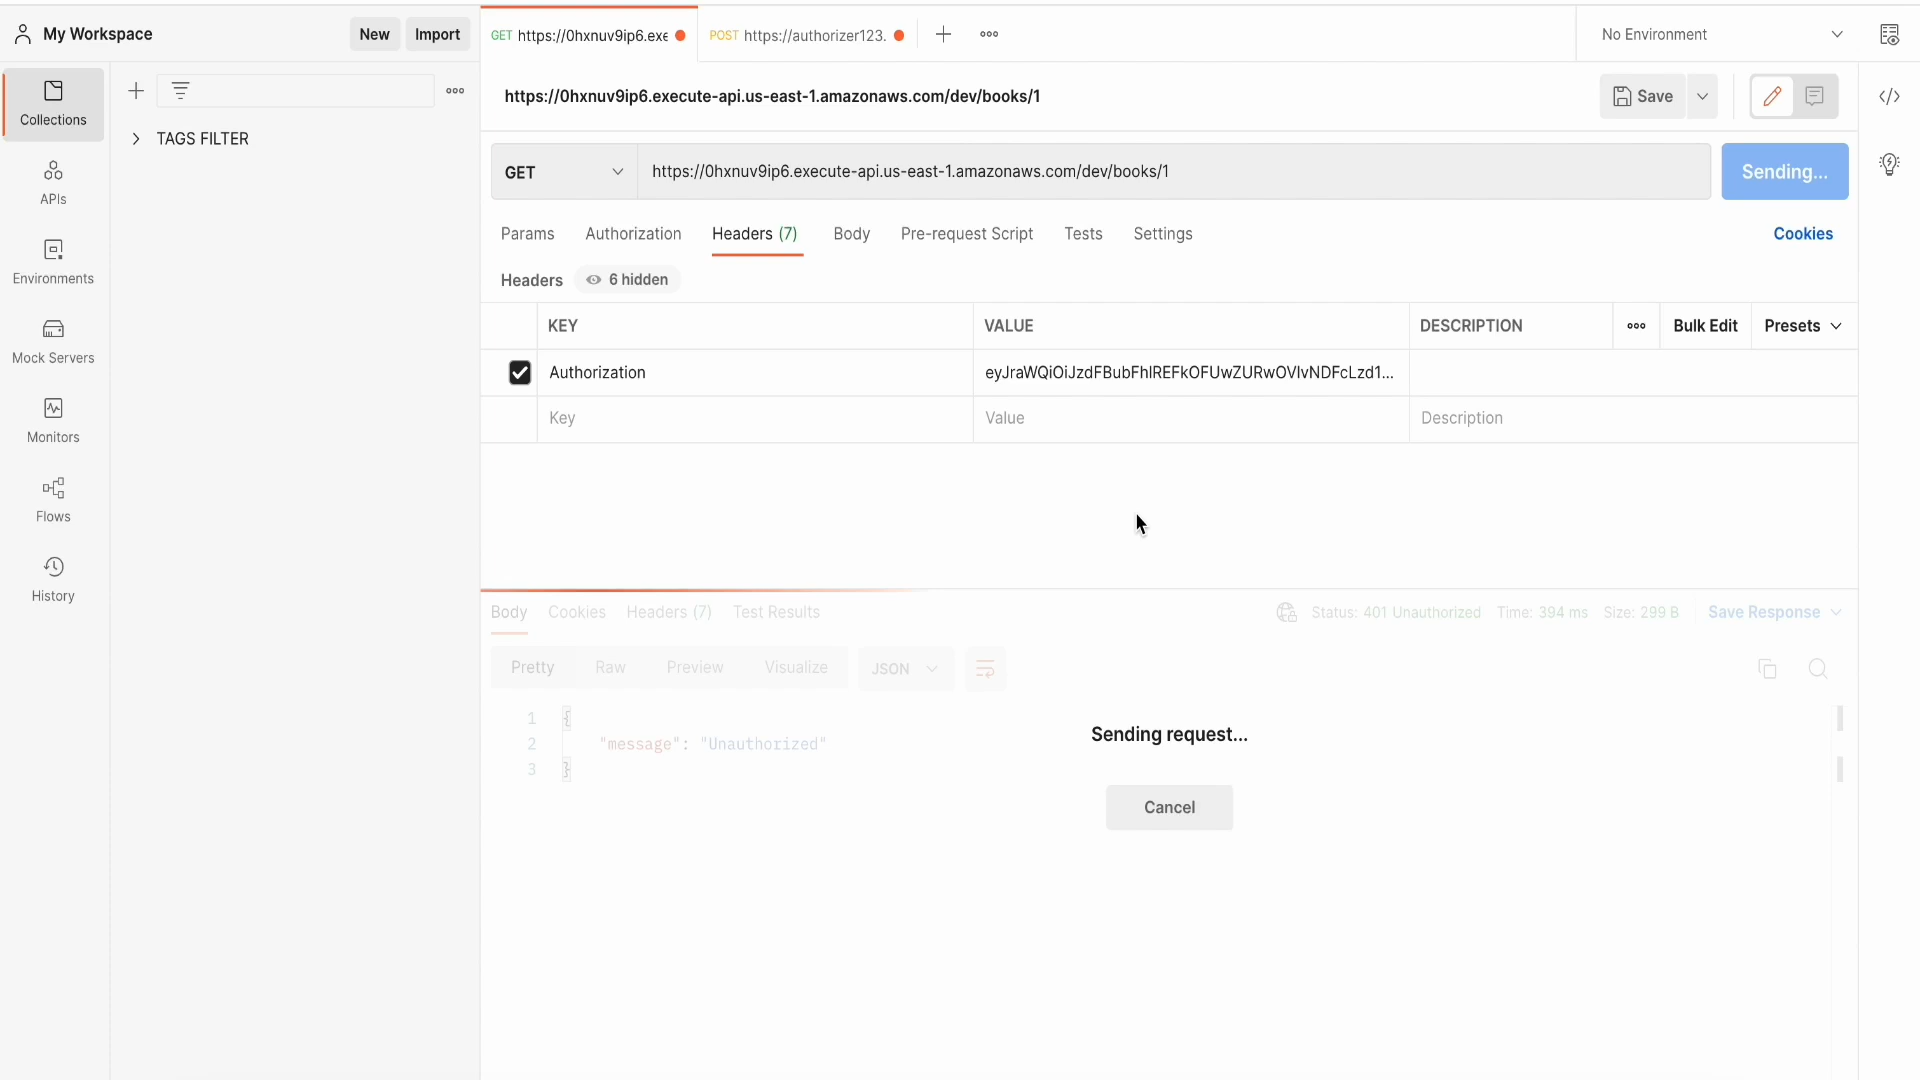 My Workspace
New
Import
GET https://0hxnuv9ip6.exe
POST https://authorizer123.
No Environment
Collections
APIs
Environments
Mock Servers
Monitors
Flows
History
TAGS FILTER
https://0hxnuv9ip6.execute-api.us-east-1.amazonaws.com/dev/books/1
Save
GET
https://0hxnuv9ip6.execute-api.us-east-1.amazonaws.com/dev/books/1
Sending...
Params Authorization Headers (7) Body Pre-request Script Tests Settings
Cookies
Headers 6 hidden
KEY VALUE DESCRIPTION Bulk Edit Presets
Authorization eyJraWQiOiJzdFBubFhlREFkOFUwZURwOVlvNDFcLzd1...
Key Value Description
Body Cookies Headers (7) Test Results
Status: 401 Unauthorized Time: 394 ms Size: 299 B Save Response
Pretty Raw Preview Visualize JSON
1 {
2 "message": "Unauthorized"
3 }
Sending request...
Cancel